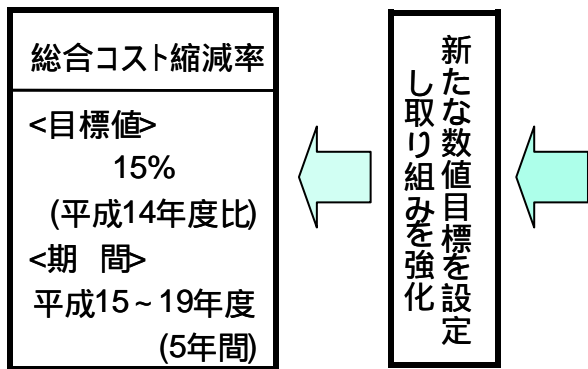 総合コスト縮減率
<目標値>
15%
(平成14年度比)
<期　間>
平成15～19年度
(5年間)
新たな数値目標を設定
し取り組みを強化